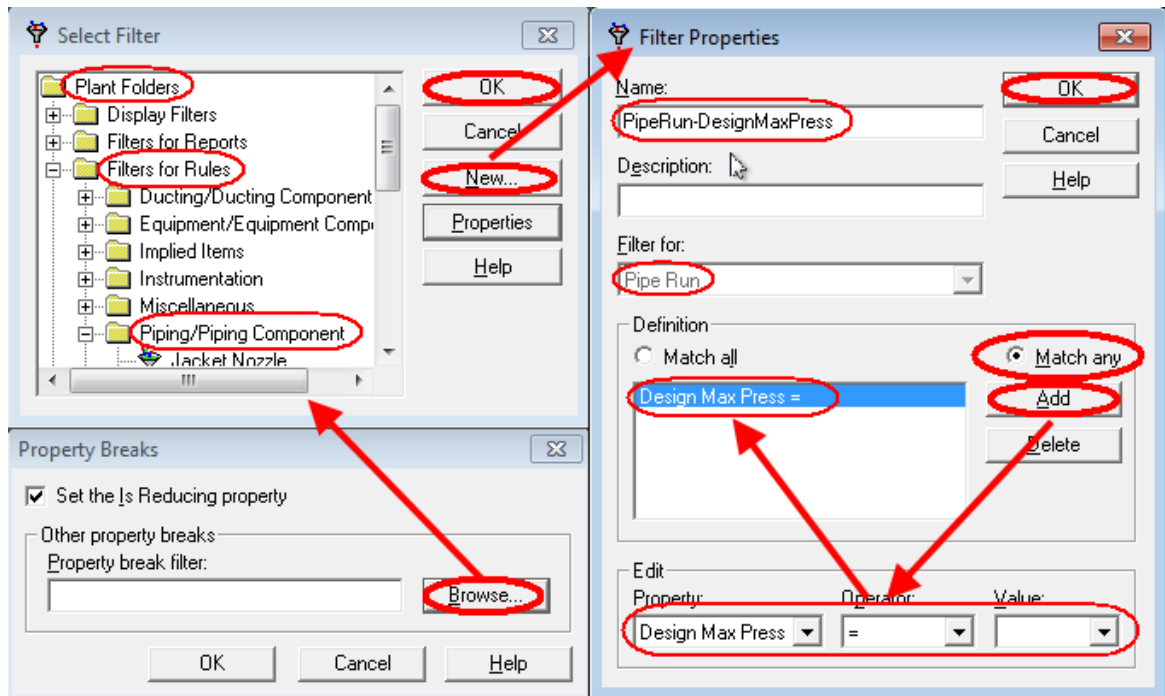 Select Filter
Plant Folders
Display Filters
Filters for Reports
Filters for Rules
Ducting/Ducting Component
Equipment/Equipment Comp
Implied Items
Instrumentation
Miscellaneous
Piping/Piping Component
Jacket Nozzle
OK
Cancel
New...
Properties
Help
Property Breaks
Set the Is Reducing property
Other property breaks
Property break filter:
Browse...
OK
Cancel
Help
Filter Properties
Name:
PipeRun-DesignMaxPress
Description:
Filter for:
Pipe Run
OK
Cancel
Help
Definition
Match all
Match any
Design Max Press =
Add
Delete
Edit
Property: Operator: Value:
Design Max Press =